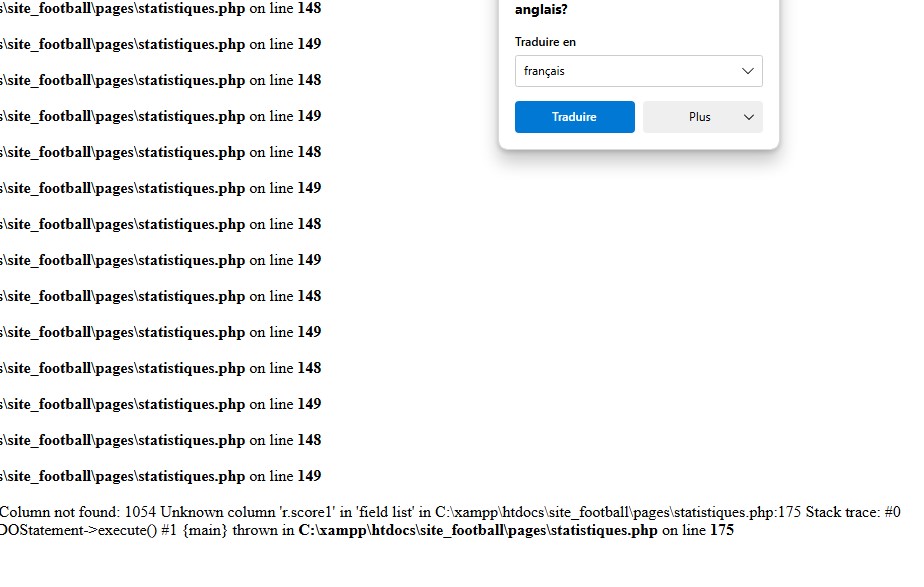 s\site_football\pages\statistiques.php on line 148
anglais?
s\site_football\pages\statistiques.php on line 149
Traduire en
français
s\site_football\pages\statistiques.php on line 148
s\site_football\pages\statistiques.php on line 149
Traduire
Plus
s\site_football\pages\statistiques.php on line 148
s\site_football\pages\statistiques.php on line 149
s\site_football\pages\statistiques.php on line 148
s\site_football\pages\statistiques.php on line 149
s\site_football\pages\statistiques.php on line 148
s\site_football\pages\statistiques.php on line 149
s\site_football\pages\statistiques.php on line 148
s\site_football\pages\statistiques.php on line 149
s\site_football\pages\statistiques.php on line 148
s\site_football\pages\statistiques.php on line 149
Column not found: 1054 Unknown column 'r.score1' in 'field list' in C:\xampp\htdocs\site_football\pages\statistiques.php:175 Stack trace: #0
DOStatement->execute() #1 {main} thrown in C:\xampp\htdocs\site_football\pages\statistiques.php on line 175